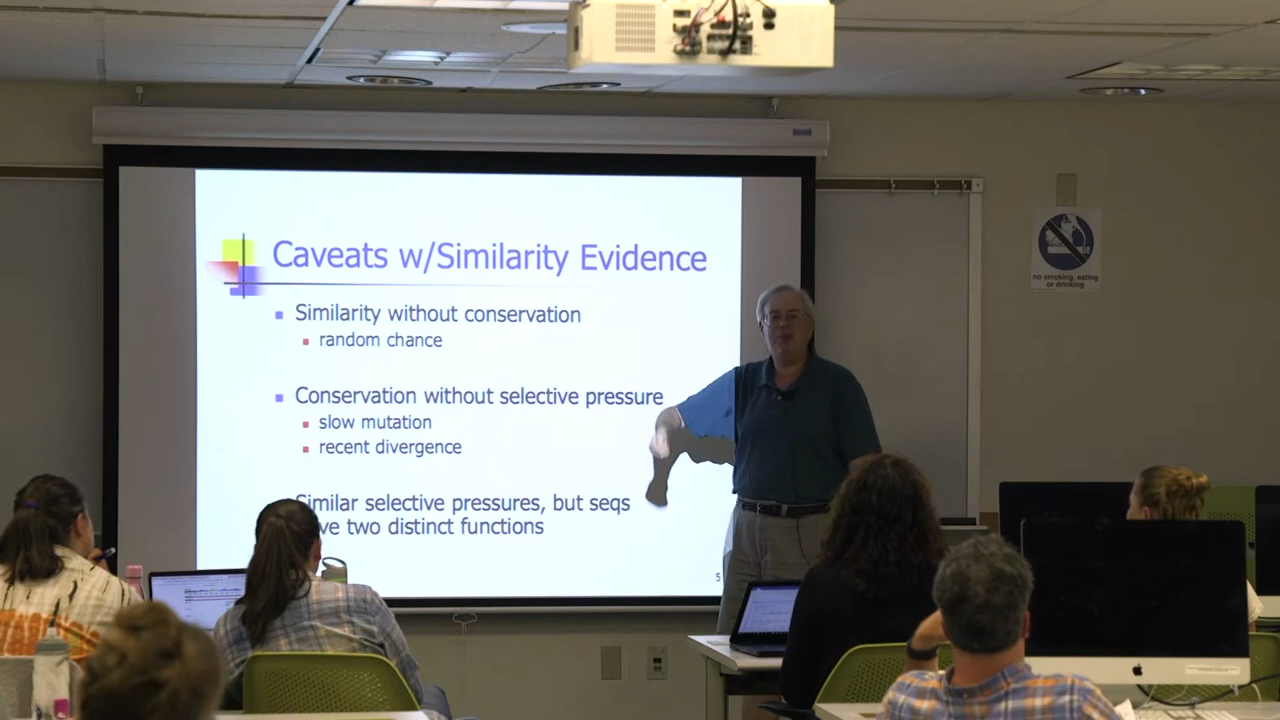 Caveats w/Similarity Evidence
Similarity without conservation
random chance
Conservation without selective pressure
slow mutation
recent divergence
Similar selective pressures, but seqs
two distinct functions
5
no smoking, eating
or drinking